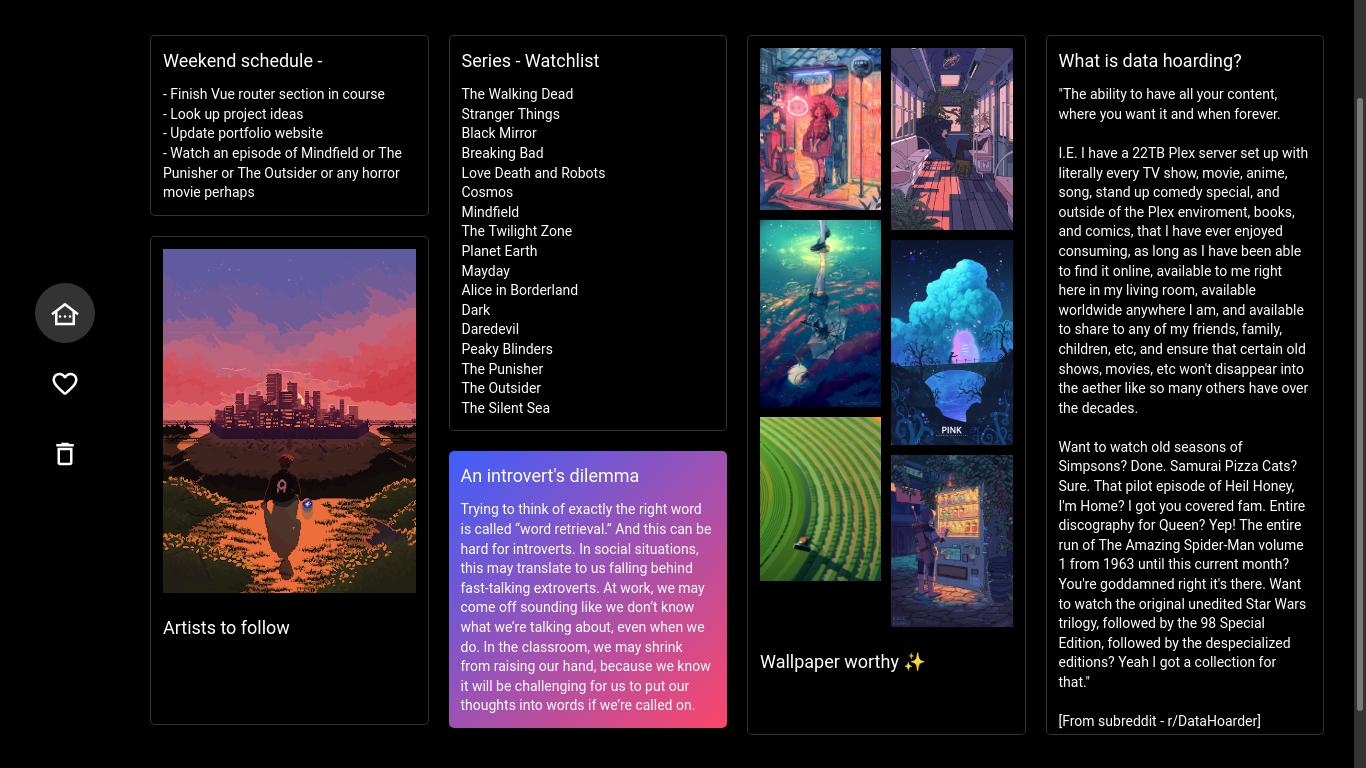 Weekend schedule -
- Finish Vue router section in course
- Look up project ideas
- Update portfolio website
- Watch an episode of Mindfield or The
Punisher or The Outsider or any horror
movie perhaps
Artists to follow
Series - Watchlist
The Walking Dead
Stranger Things
Black Mirror
Breaking Bad
Love Death and Robots
Cosmos
Mindfield
The Twilight Zone
Planet Earth
Mayday
Alice in Borderland
Dark
Daredevil
Peaky Blinders
The Punisher
The Outsider
The Silent Sea
An introvert's dilemma
Trying to think of exactly the right word
is called “word retrieval.” And this can be
hard for introverts. In social situations,
this may translate to us falling behind
fast-talking extroverts. At work, we may
come off sounding like we don’t know
what we’re talking about, even when we
do. In the classroom, we may shrink
from raising our hand, because we know
it will be challenging for us to put our
thoughts into words if we’re called on.
PINK
Wallpaper worthy ✨
What is data hoarding?
"The ability to have all your content,
where you want it and when forever.
I.E. I have a 22TB Plex server set up with
literally every TV show, movie, anime,
song, stand up comedy special, and
outside of the Plex enviroment, books,
and comics, that I have ever enjoyed
consuming, as long as I have been able
to find it online, available to me right
here in my living room, available
worldwide anywhere I am, and available
to share to any of my friends, family,
children, etc, and ensure that certain old
shows, movies, etc won't disappear into
the aether like so many others have over
the decades.
Want to watch old seasons of
Simpsons? Done. Samurai Pizza Cats?
Sure. That pilot episode of Heil Honey,
I'm Home? I got you covered fam. Entire
discography for Queen? Yep! The entire
run of The Amazing Spider-Man volume
1 from 1963 until this current month?
You're goddamned right it's there. Want
to watch the original unedited Star Wars
trilogy, followed by the 98 Special
Edition, followed by the despecialized
editions? Yeah I got a collection for
that."
[From subreddit - r/DataHoarder]